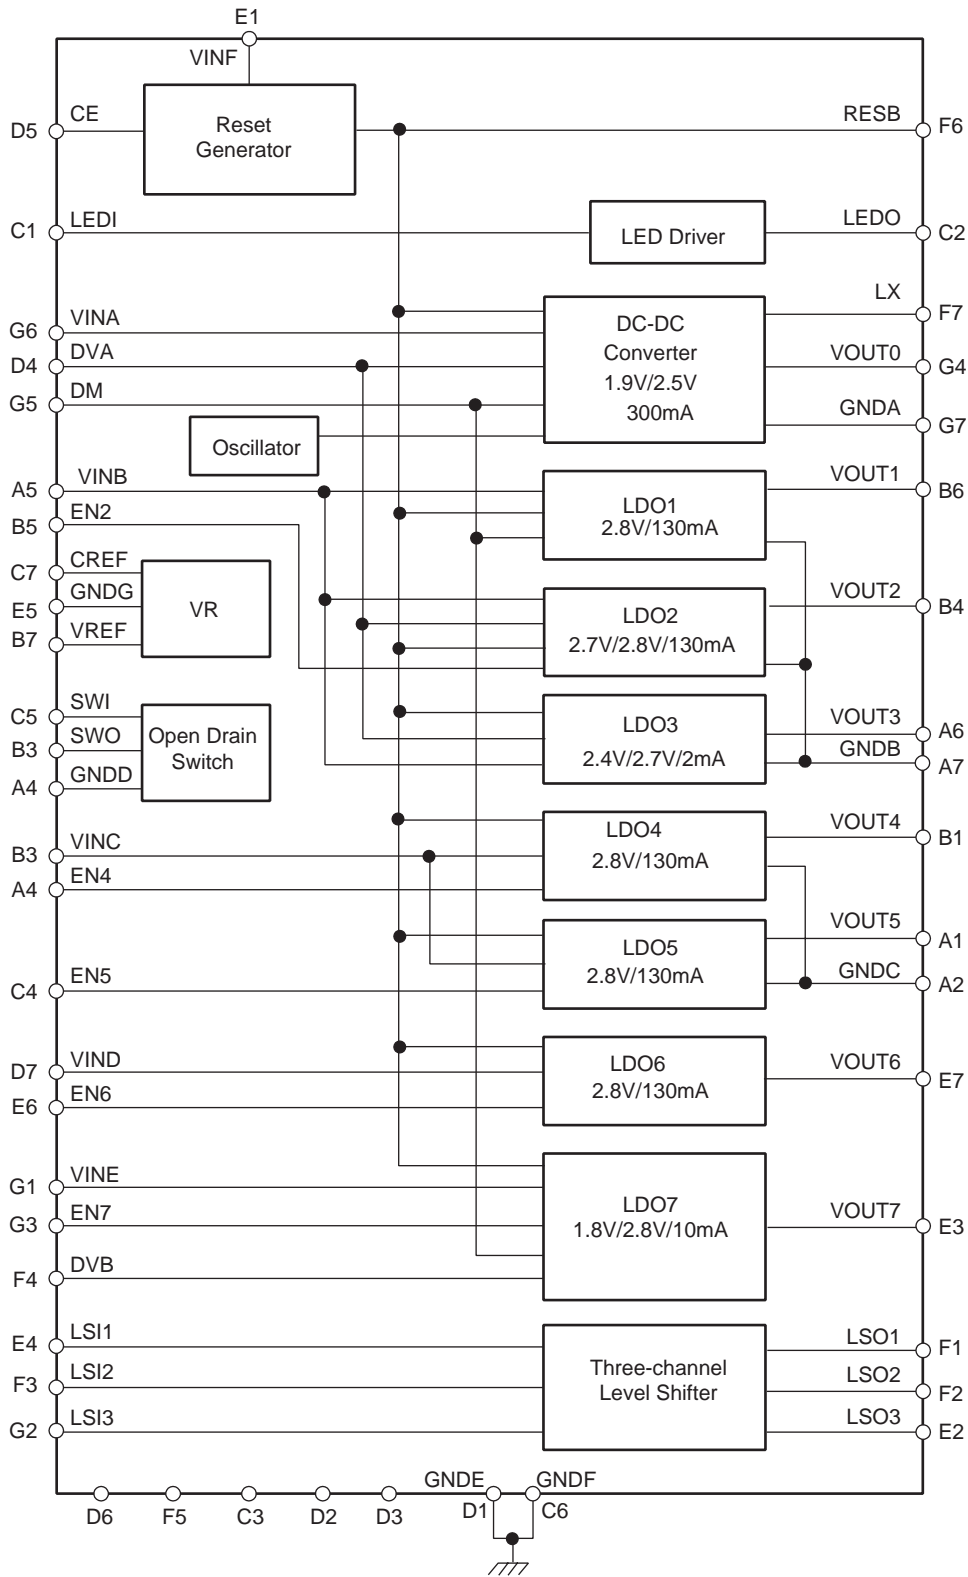 E1
VINF
D5
CE
Reset
Generator
RESB
F6
C1
LEDI
LED Driver
LEDO
C2
G6
VINA
D4
DVA
G5
DM
DC-DC
Converter
1.9V/2.5V
300mA
LX
F7
VOUT0
G4
GNDA
G7
Oscillator
A5
VINB
B5
EN2
LDO1
2.8V/130mA
VOUT1
B6
C7
CREF
E5
GNDG
B7
VREF
VR
LDO2
2.7V/2.8V/130mA
VOUT2
B4
C5
SWI
B3
SWO
A4
GNDD
Open Drain
Switch
LDO3
2.4V/2.7V/2mA
VOUT3
A6
GNDB
A7
B3
VINC
A4
EN4
LDO4
2.8V/130mA
VOUT4
B1
C4
EN5
LDO5
2.8V/130mA
VOUT5
A1
GNDC
A2
D7
VIND
E6
EN6
LDO6
2.8V/130mA
VOUT6
E7
G1
VINE
G3
EN7
F4
DVB
LDO7
1.8V/2.8V/10mA
VOUT7
E3
E4
LSI1
F3
LSI2
G2
LSI3
Three-channel
Level Shifter
LSO1
F1
LSO2
F2
LSO3
E2
GNDE
GNDF
D6
F5
C3
D2
D3
D1
C6